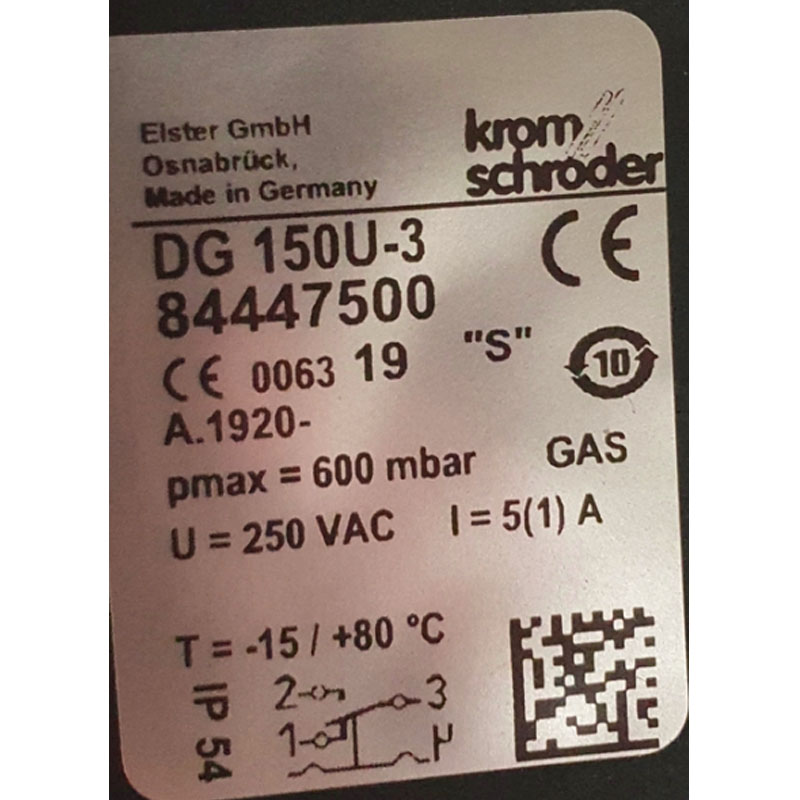 Elster GmbH
Osnabrück,
Made in Germany
krom
schroder
DG 150U-3
CE
84447500
CE 0063 19 "S" 10
A.1920-
pmax = 600 mbar GAS
U = 250 VAC I = 5(1) A
T = -15 / +80 °C
IP 54
2 3
1